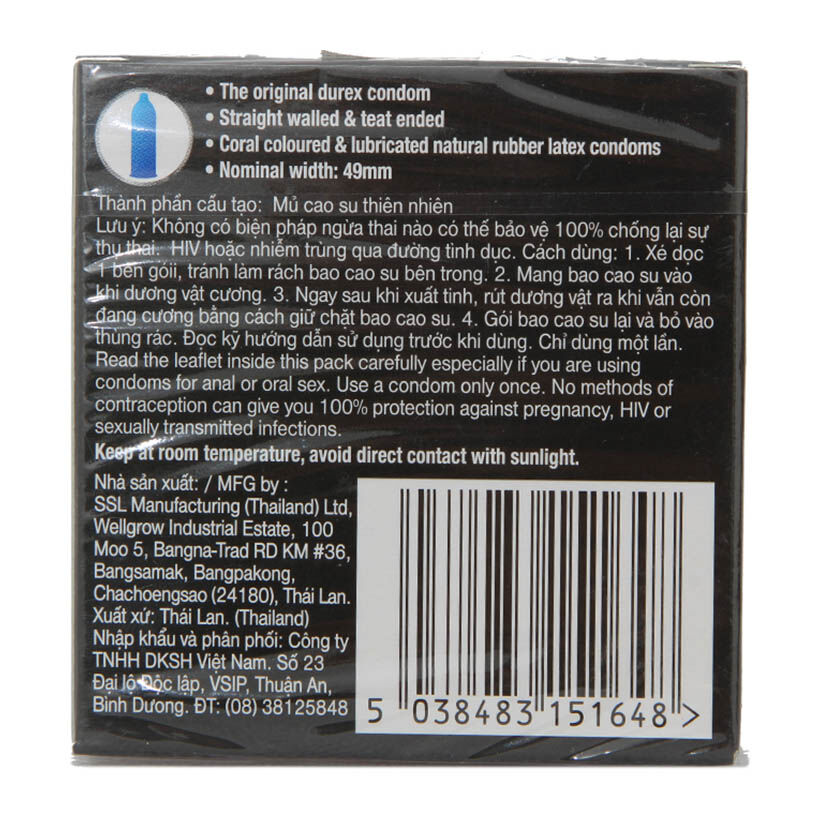 • The original durex condom
• Straight walled & teat ended
• Coral coloured & lubricated natural rubber latex condoms
• Nominal width: 49mm
Thành phần cấu tạo: Mủ cao su thiên nhiên
Lưu ý: Không có biện pháp ngừa thai nào có thể bảo vệ 100% chống lại sự
thụ thai. HIV hoặc nhiễm trùng qua đường tình dục. Cách dùng: 1. Xé dọc
1 bên gói, tránh làm rách bao cao su bên trong. 2. Mang bao cao su vào
khi dương vật cương. 3. Ngay sau khi xuất tinh, rút dương vật ra khi vẫn còn
đang cương bằng cách giữ chặt bao cao su. 4. Gói bao cao su lại và bỏ vào
thùng rác. Đọc kỹ hướng dẫn sử dụng trước khi dùng. Chỉ dùng một lần.
Read the leaflet inside this pack carefully especially if you are using
condoms for anal or oral sex. Use a condom only once. No methods of
contraception can give you 100% protection against pregnancy, HIV or
sexually transmitted infections.
Keep at room temperature, avoid direct contact with sunlight.
Nhà sản xuất: / MFG by :
SSL Manufacturing (Thailand) Ltd,
Wellgrow Industrial Estate, 100
Moo 5, Bangna-Trad RD KM #36,
Bangsamak, Bangpakong,
Chachoengsao (24180), Thái Lan.
Xuất xứ: Thái Lan. (Thailand)
Nhập khẩu và phân phối: Công ty
TNHH DKSH Việt Nam. Số 23
Đại lộ Độc lập, VSIP, Thuận An,
Bình Dương. ĐT: (08) 38125848
5 038483 151648 >